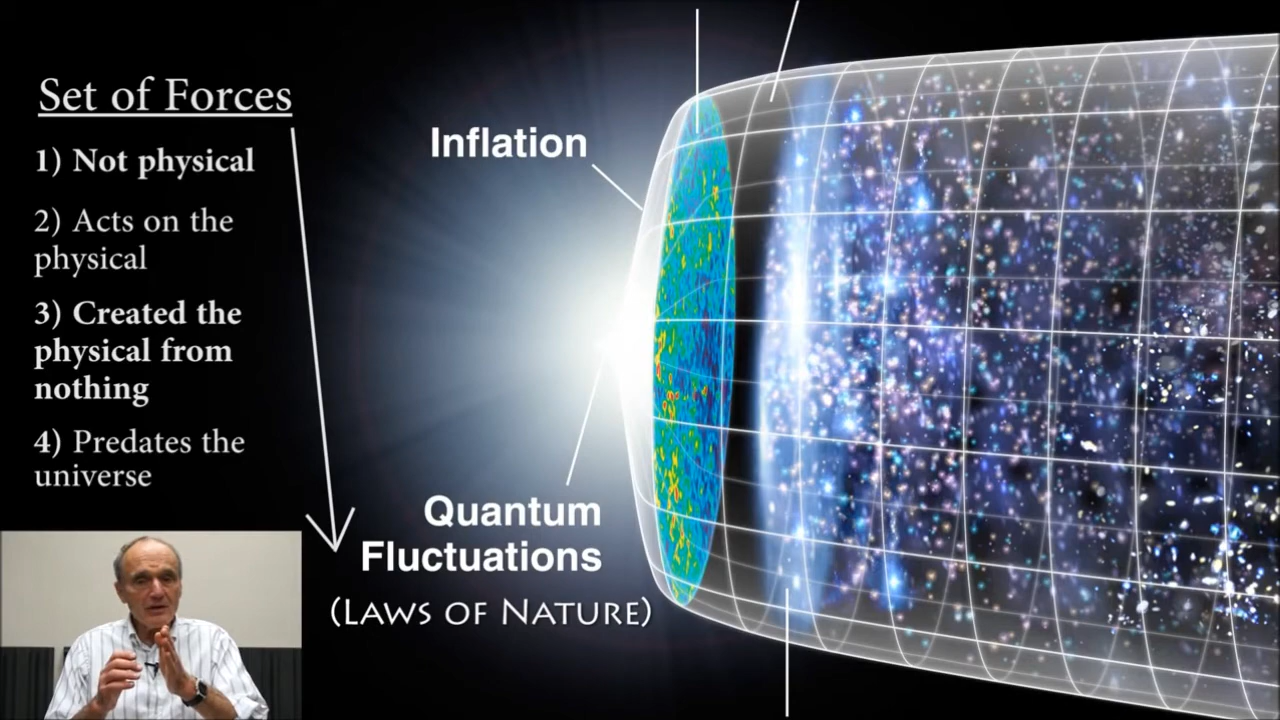 Set of Forces
1) Not physical
2) Acts on the
physical
3) Created the
physical from
nothing
4) Predates the
universe
Inflation
Quantum
Fluctuations
(LAWS OF NATURE)